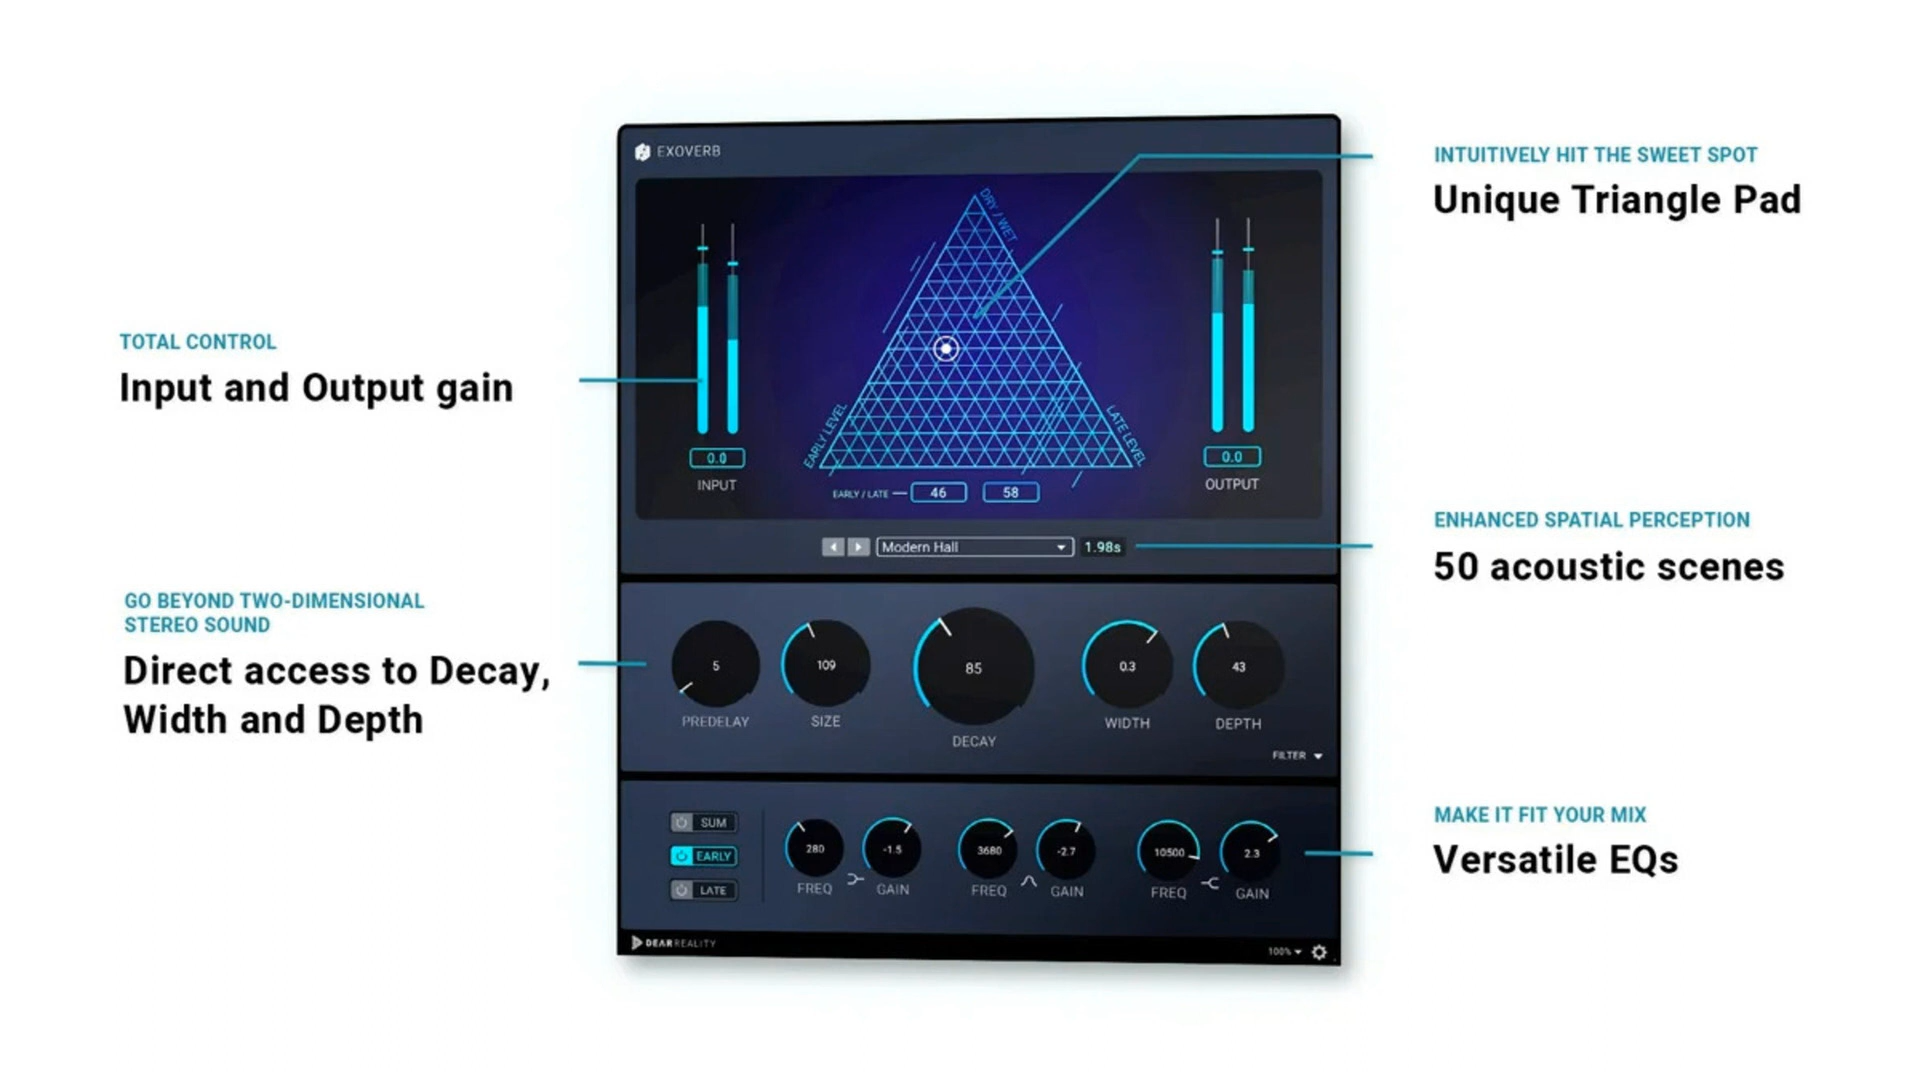 EXOVERB
DRY / WET
EARLY LEVEL
LATE LEVEL
0.0
INPUT
EARLY / LATE
46
58
0.0
OUTPUT
Modern Hall
1.98s
5
PREDELAY
109
SIZE
85
DECAY
0.3
WIDTH
43
DEPTH
FILTER
SUM
EARLY
LATE
280
FREQ
-1.5
GAIN
3680
FREQ
-2.7
GAIN
10500
FREQ
2.3
GAIN
DEARREALITY
100%
TOTAL CONTROL
Input and Output gain
GO BEYOND TWO-DIMENSIONAL
STEREO SOUND
Direct access to Decay,
Width and Depth
INTUITIVELY HIT THE SWEET SPOT
Unique Triangle Pad
ENHANCED SPATIAL PERCEPTION
50 acoustic scenes
MAKE IT FIT YOUR MIX
Versatile EQs